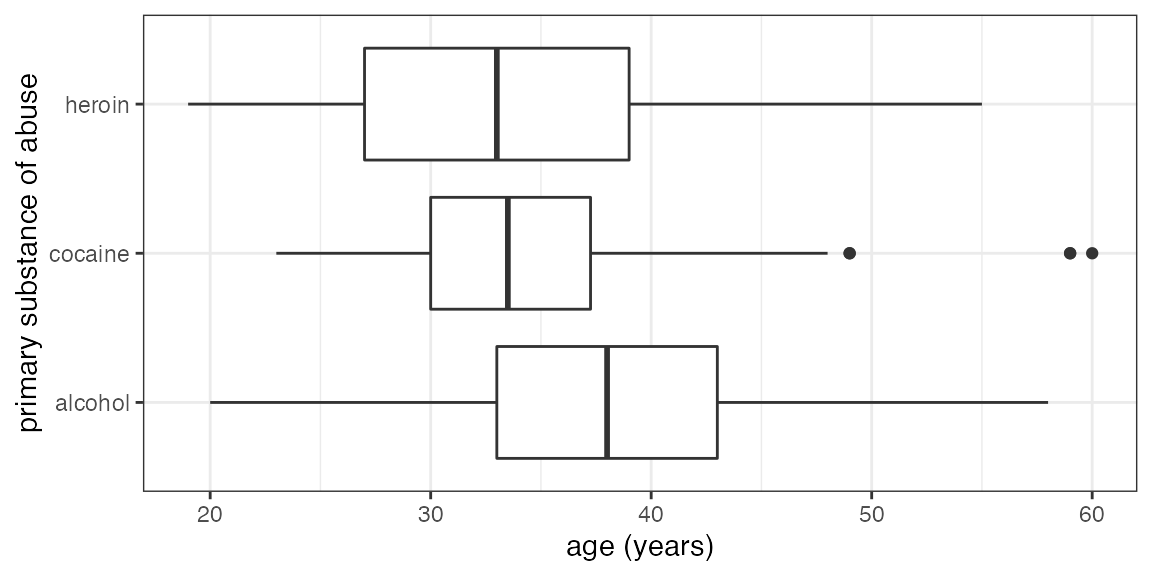 primary substance of abuse
heroin
cocaine
alcohol
20 30 40 50 60
age (years)